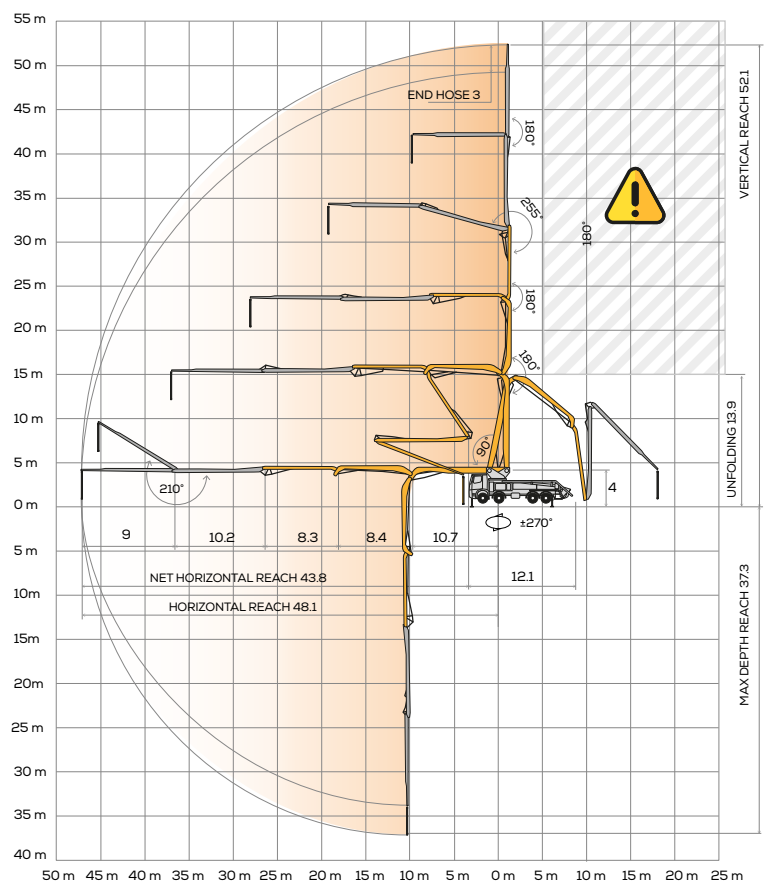 55 m
50 m
45 m
40 m
35 m
30 m
25 m
20 m
15 m
10 m
5 m
0 m
5 m
10m
15m
20 m
25 m
30 m
35 m
40 m
50 m 45 m 40 m 35 m 30 m 25 m 20 m 15 m 10 m 5 m 0 m 5 m 10 m 15 m 20 m 25 m
END HOSE 3
180°
255°
180°
180°
180°
90°
210°
±270°
4
9 10.2 8.3 8.4 10.7
12.1
NET HORIZONTAL REACH 43.8
HORIZONTAL REACH 48.1
VERTICAL REACH 52.1
UNFOLDING 13.9
MAX DEPTH REACH 37.3